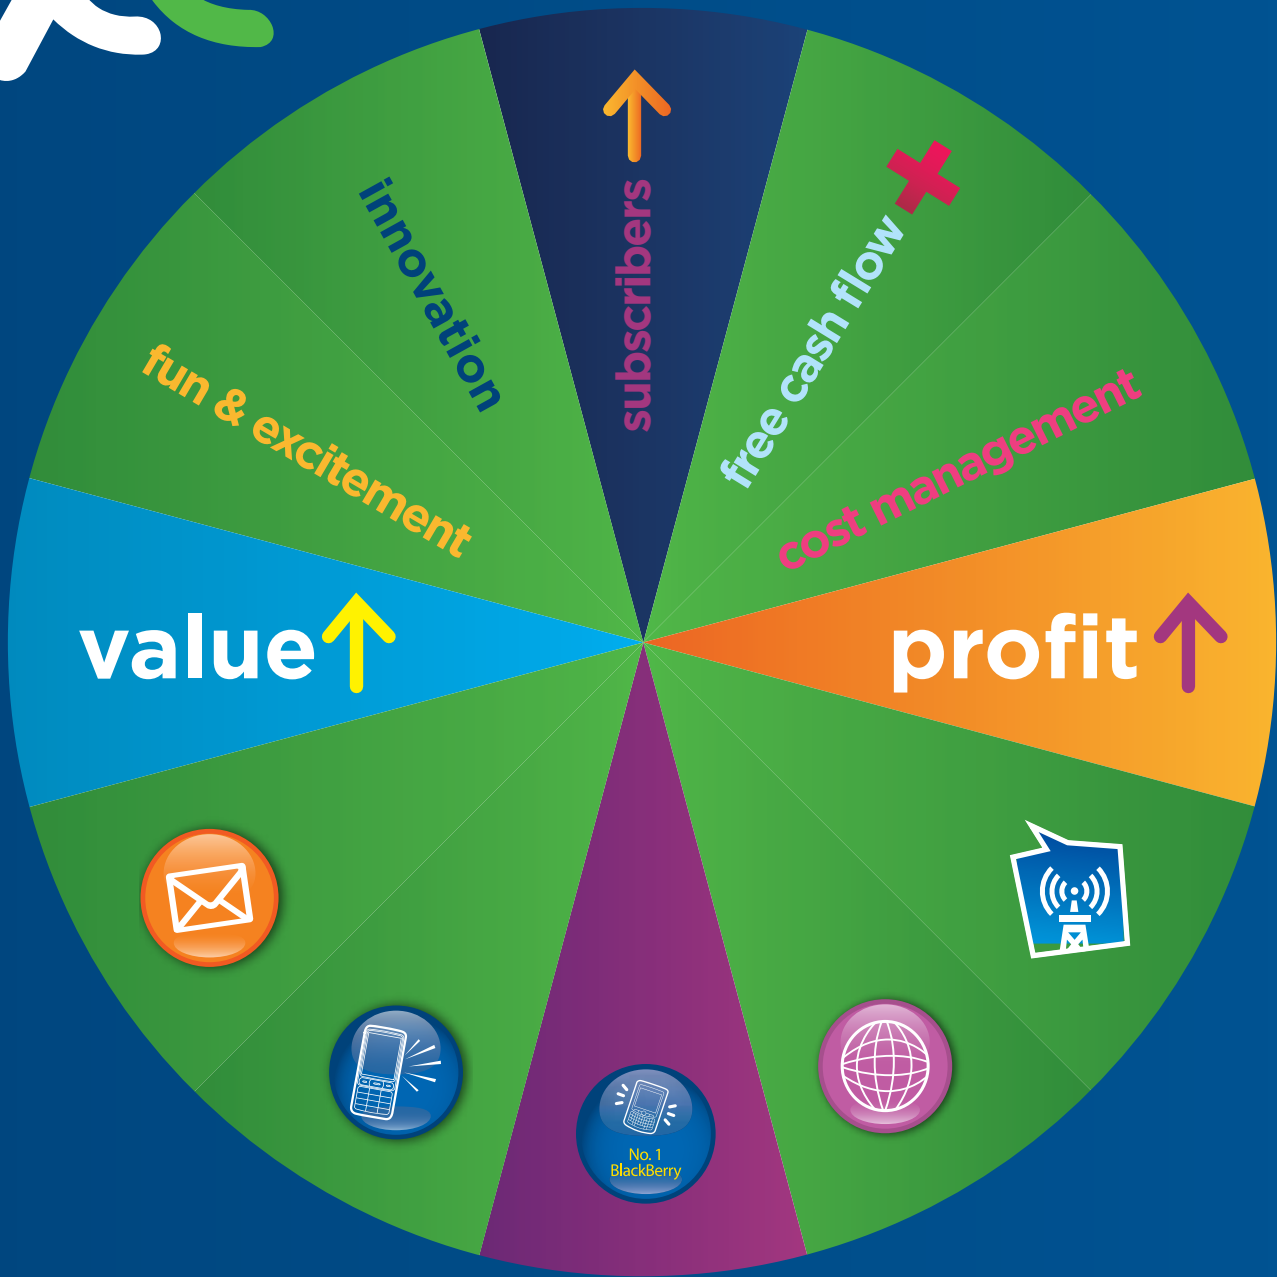 subscribers
innovation
free cash flow
fun & excitement
cost management
value
profit
No. 1
BlackBerry